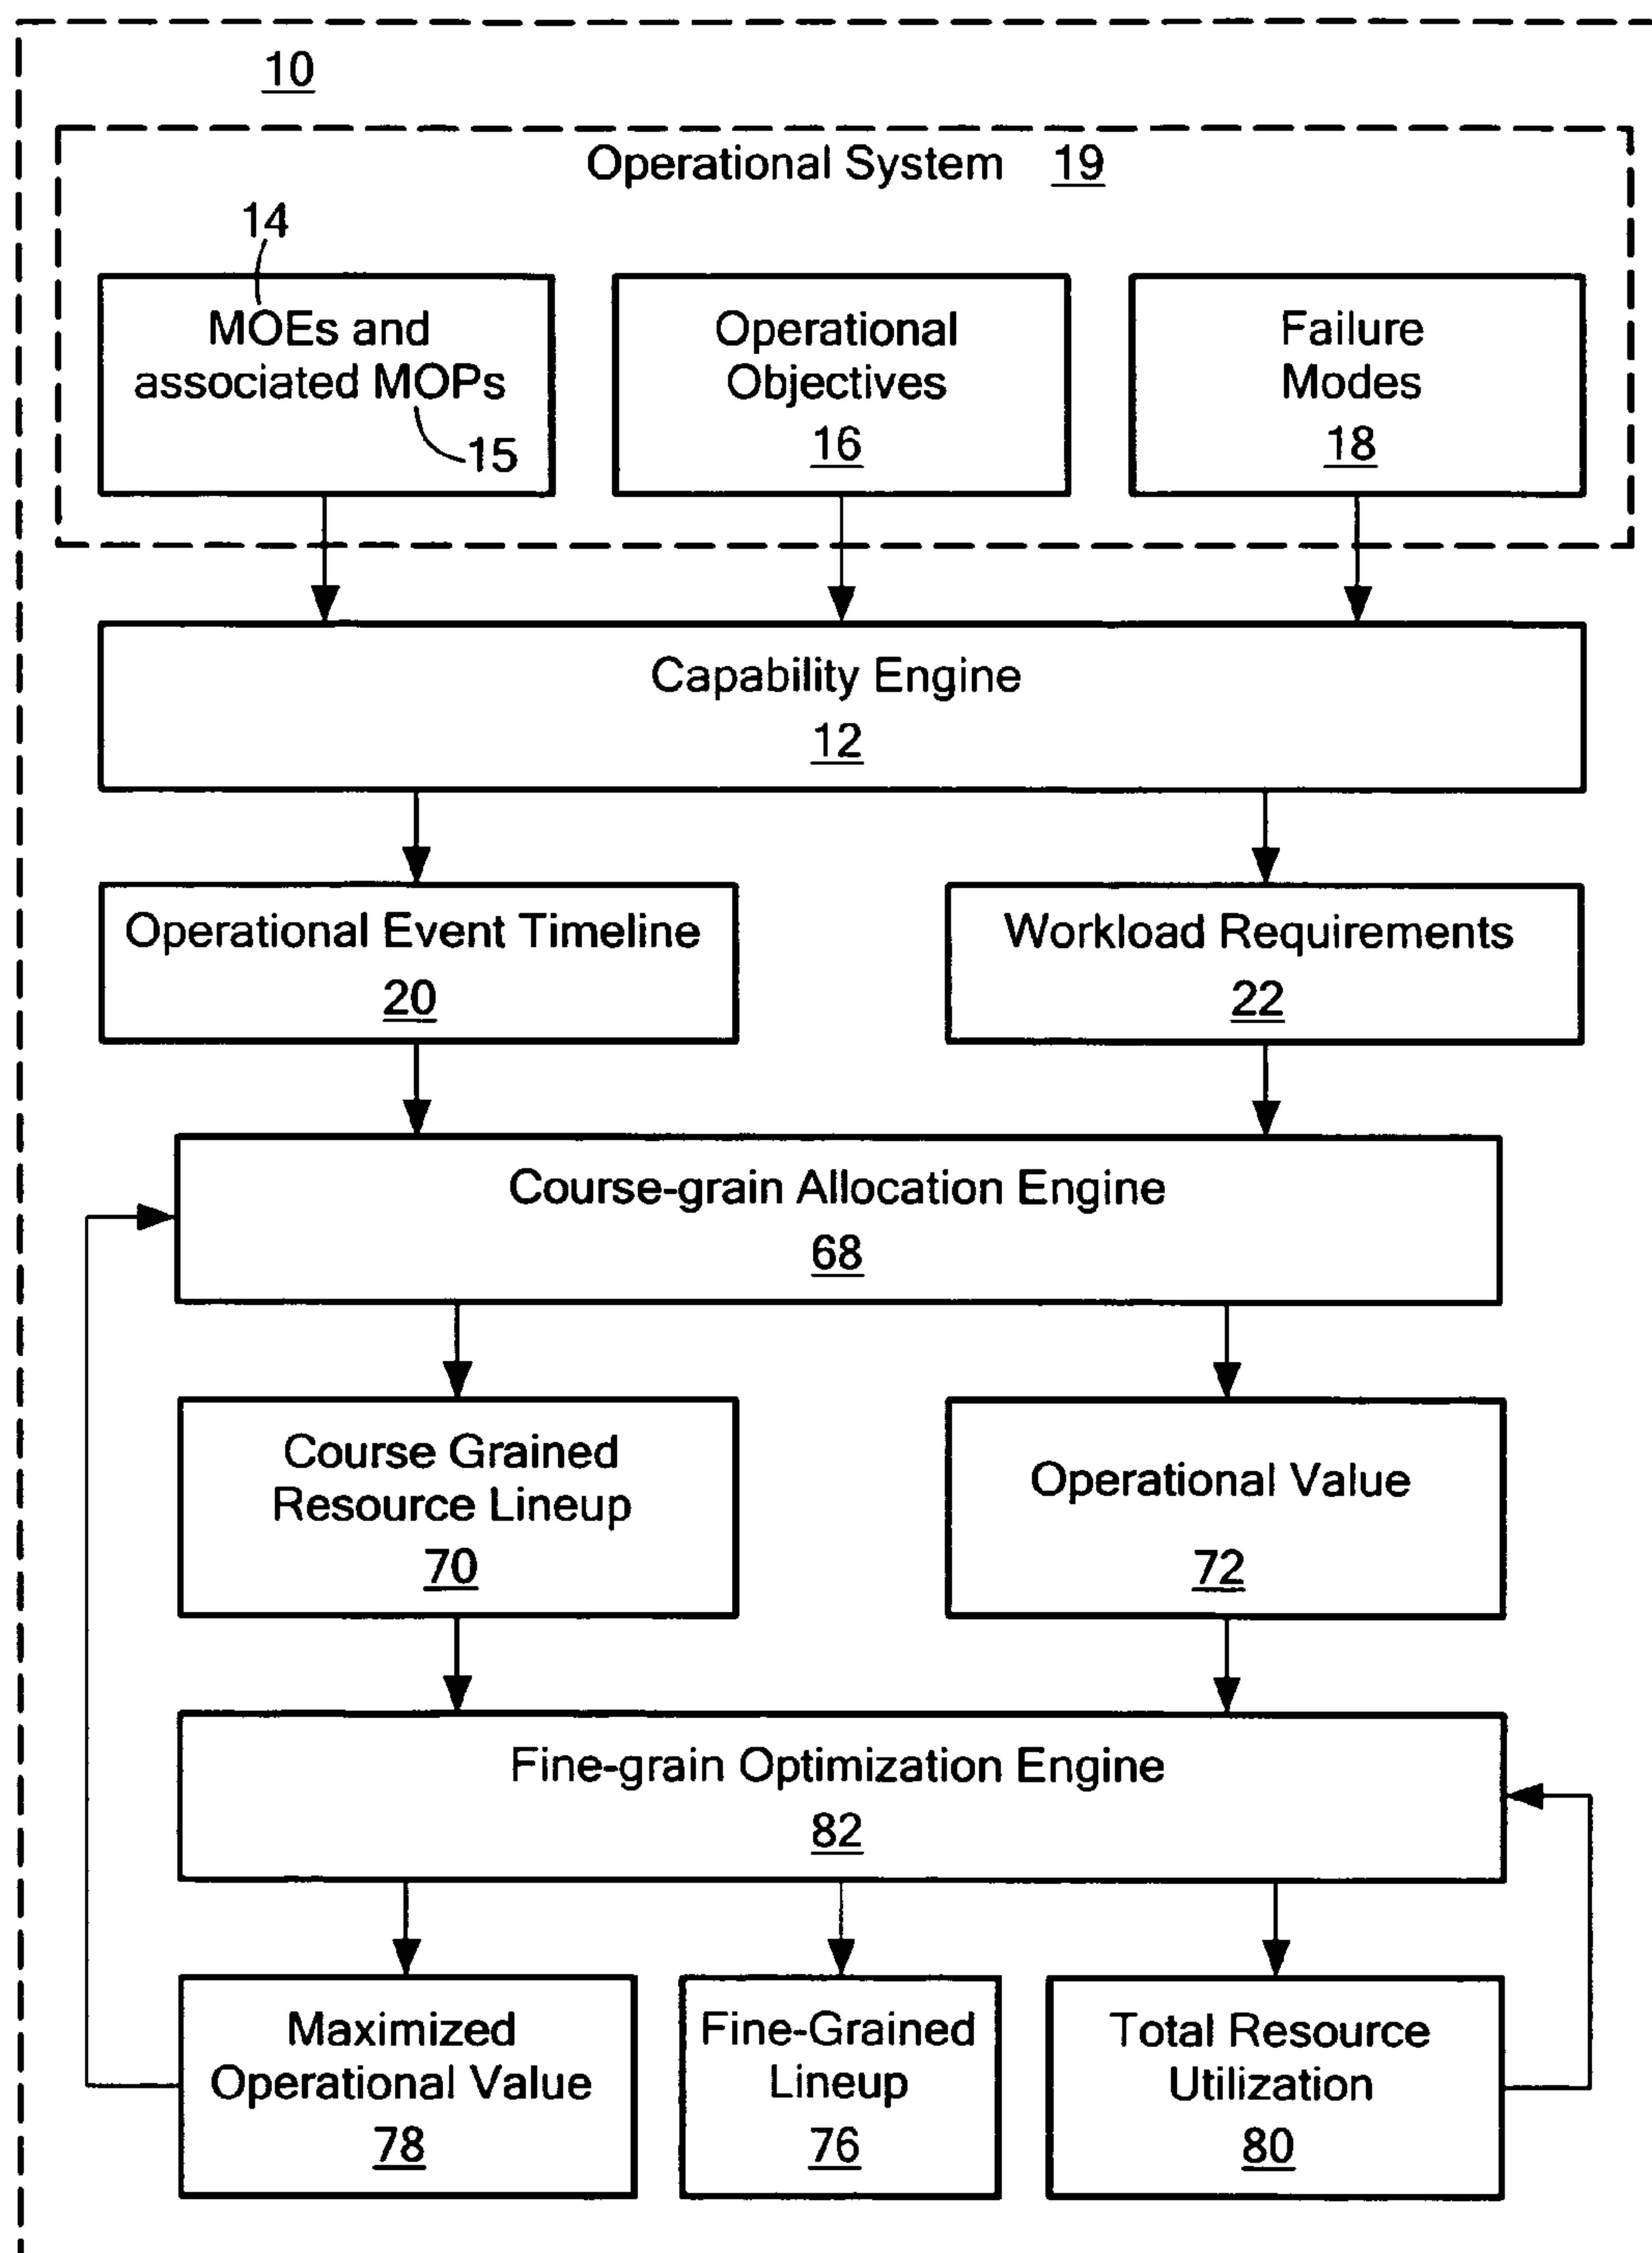 10
Operational System 19
14
MOEs and
associated MOPs
15
Operational
Objectives
16
Failure
Modes
18
Capability Engine
12
Operational Event Timeline
20
Workload Requirements
22
Course-grain Allocation Engine
68
Course Grained
Resource Lineup
70
Operational Value
72
Fine-grain Optimization Engine
82
Maximized
Operational Value
78
Fine-Grained
Lineup
76
Total Resource
Utilization
80